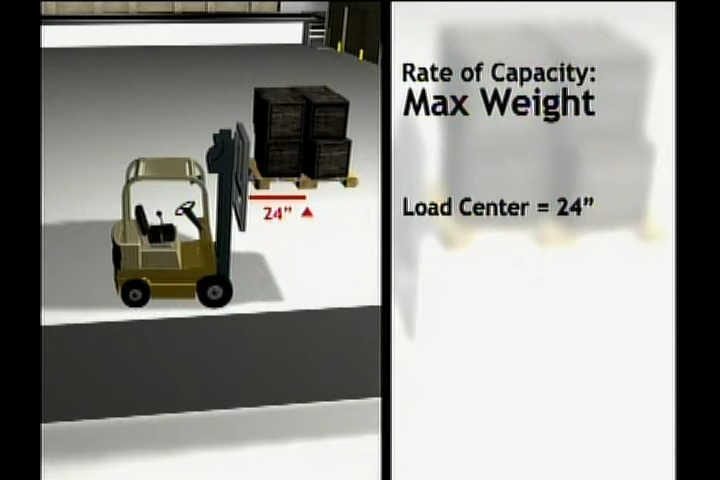 24” ▲
Rate of Capacity:
Max Weight
Load Center = 24”